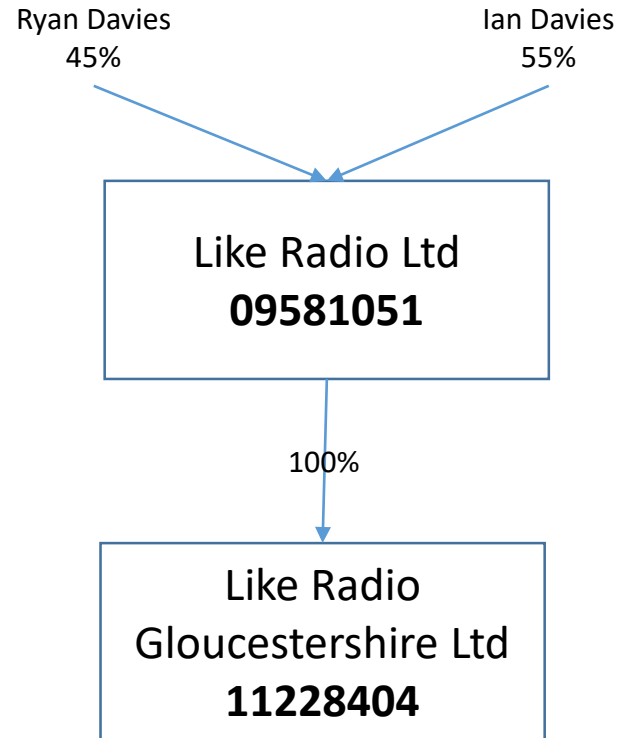 Ryan Davies
45%
Ian Davies
55%
Like Radio Ltd
09581051
100%
Like Radio
Gloucestershire Ltd
11228404